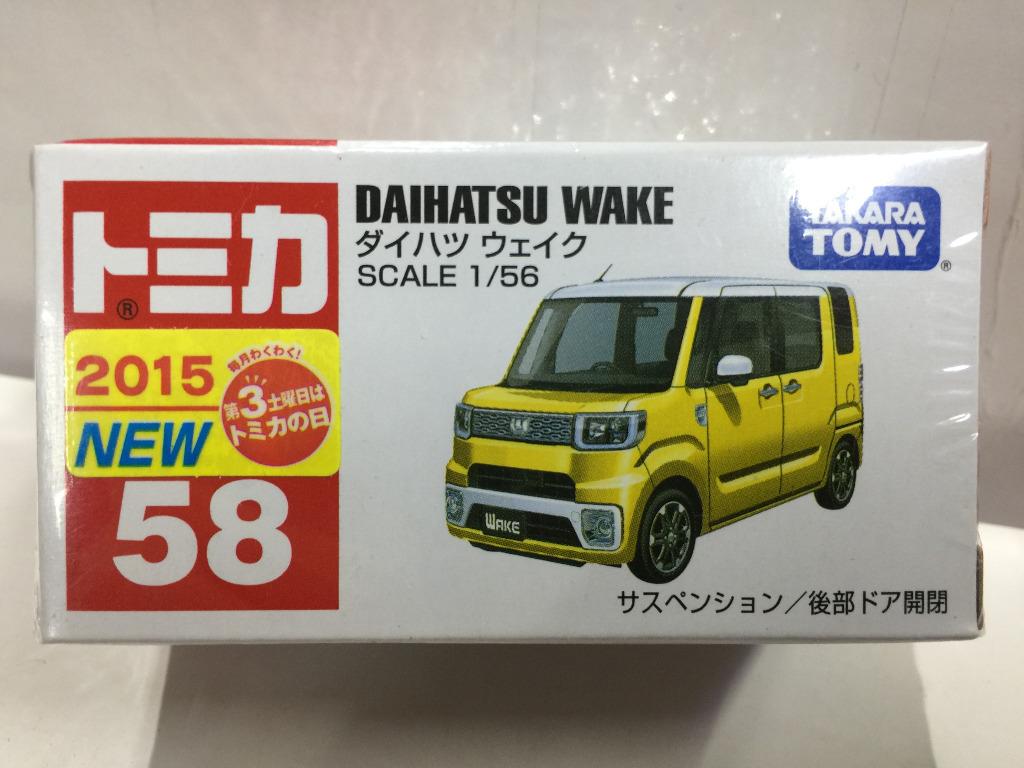 トミカ
®
2015
NEW
毎月わくわく!
第3土曜日は
トミカの日
58
DAIHATSU WAKE
ダイハツ ウェイク
SCALE 1/56
TAKARA
TOMY
®
WAKE
サスペンション/後部ドア開閉